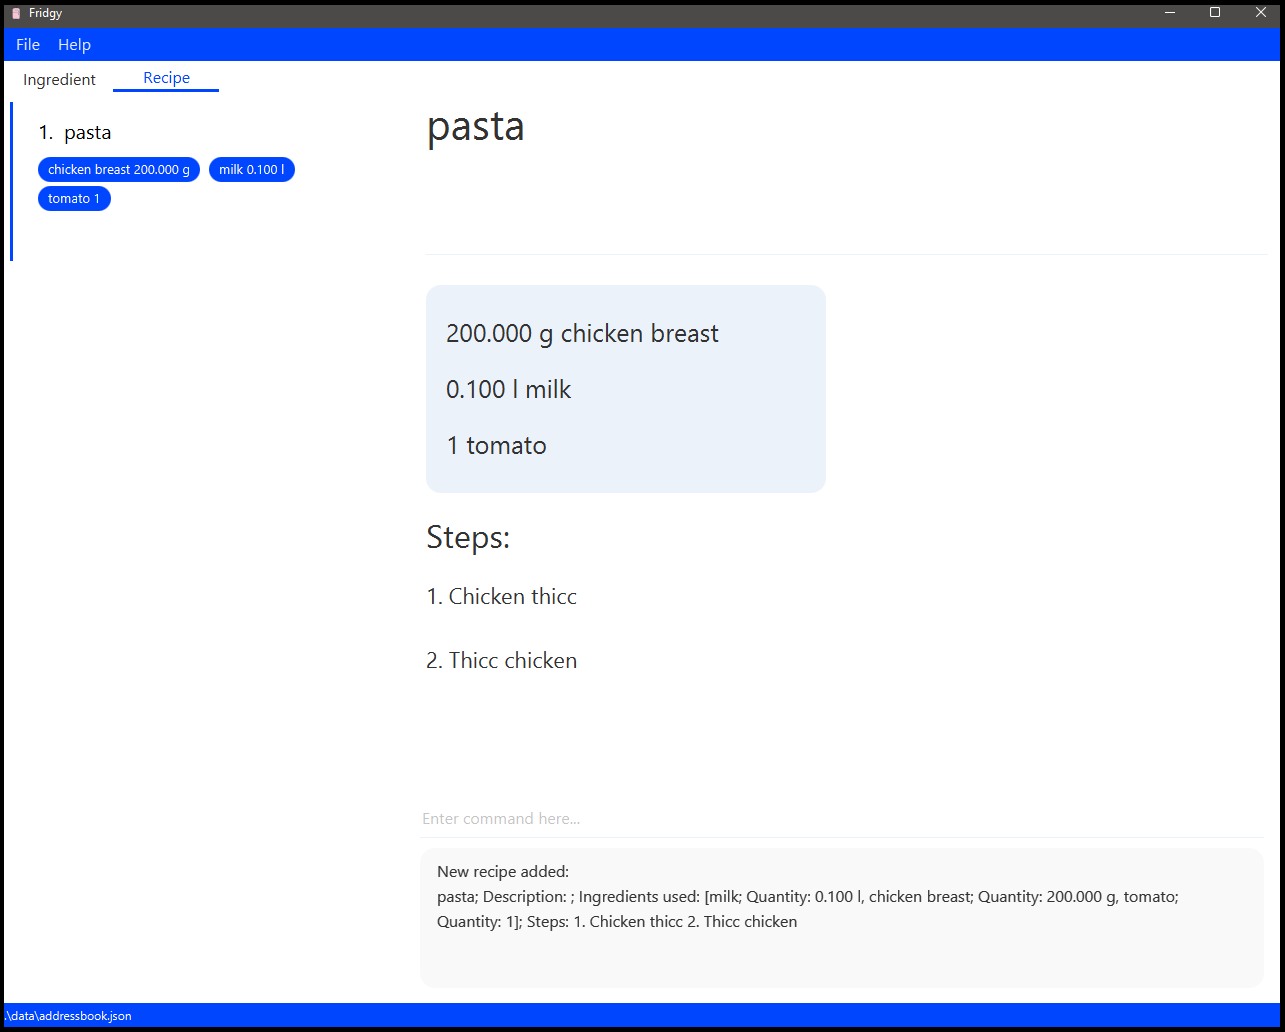 Fridgy
File Help
Ingredient Recipe
1. pasta
chicken breast 200.000 g milk 0.100 l
tomato 1
pasta
200.000 g chicken breast
0.100 l milk
1 tomato
Steps:
1. Chicken thicc
2. Thicc chicken
Enter command here...
New recipe added:
pasta; Description: ; Ingredients used: [milk; Quantity: 0.100 l, chicken breast; Quantity: 200.000 g, tomato;
Quantity: 1]; Steps: 1. Chicken thicc 2. Thicc chicken
.\data\addressbook.json